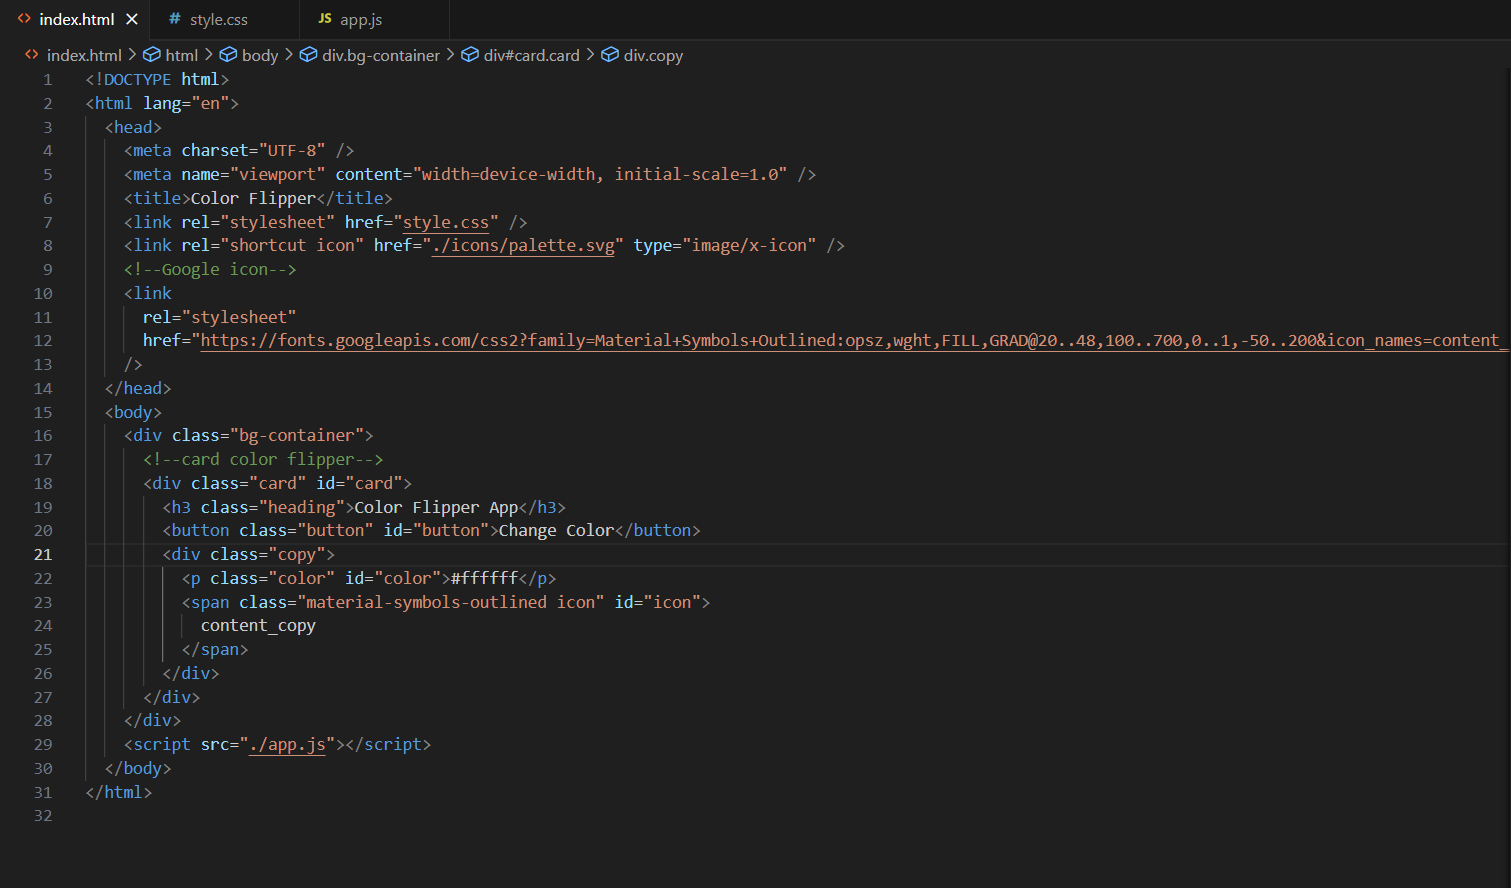 index.html × # style.css JS app.js
index.html > html > body > div.bg-container > div#card.card > div.copy
1 <!DOCTYPE html>
2 <html lang="en">
3 <head>
4 <meta charset="UTF-8" />
5 <meta name="viewport" content="width=device-width, initial-scale=1.0" />
6 <title>Color Flipper</title>
7 <link rel="stylesheet" href="style.css" />
8 <link rel="shortcut icon" href="./icons/palette.svg" type="image/x-icon" />
9 <!--Google icon-->
10 <link
11 rel="stylesheet"
12 href="https://fonts.googleapis.com/css2?family=Material+Symbols+Outlined:opsz,wght,FILL,GRAD@20..48,100..700,0..1,-50..200&icon_names=content_
13 />
14 </head>
15 <body>
16 <div class="bg-container">
17 <!--card color flipper-->
18 <div class="card" id="card">
19 <h3 class="heading">Color Flipper App</h3>
20 <button class="button" id="button">Change Color</button>
21 <div class="copy">
22 <p class="color" id="color">#ffffff</p>
23 <span class="material-symbols-outlined icon" id="icon">
24 content_copy
25 </span>
26 </div>
27 </div>
28 </div>
29 <script src="./app.js"></script>
30 </body>
31 </html>
32